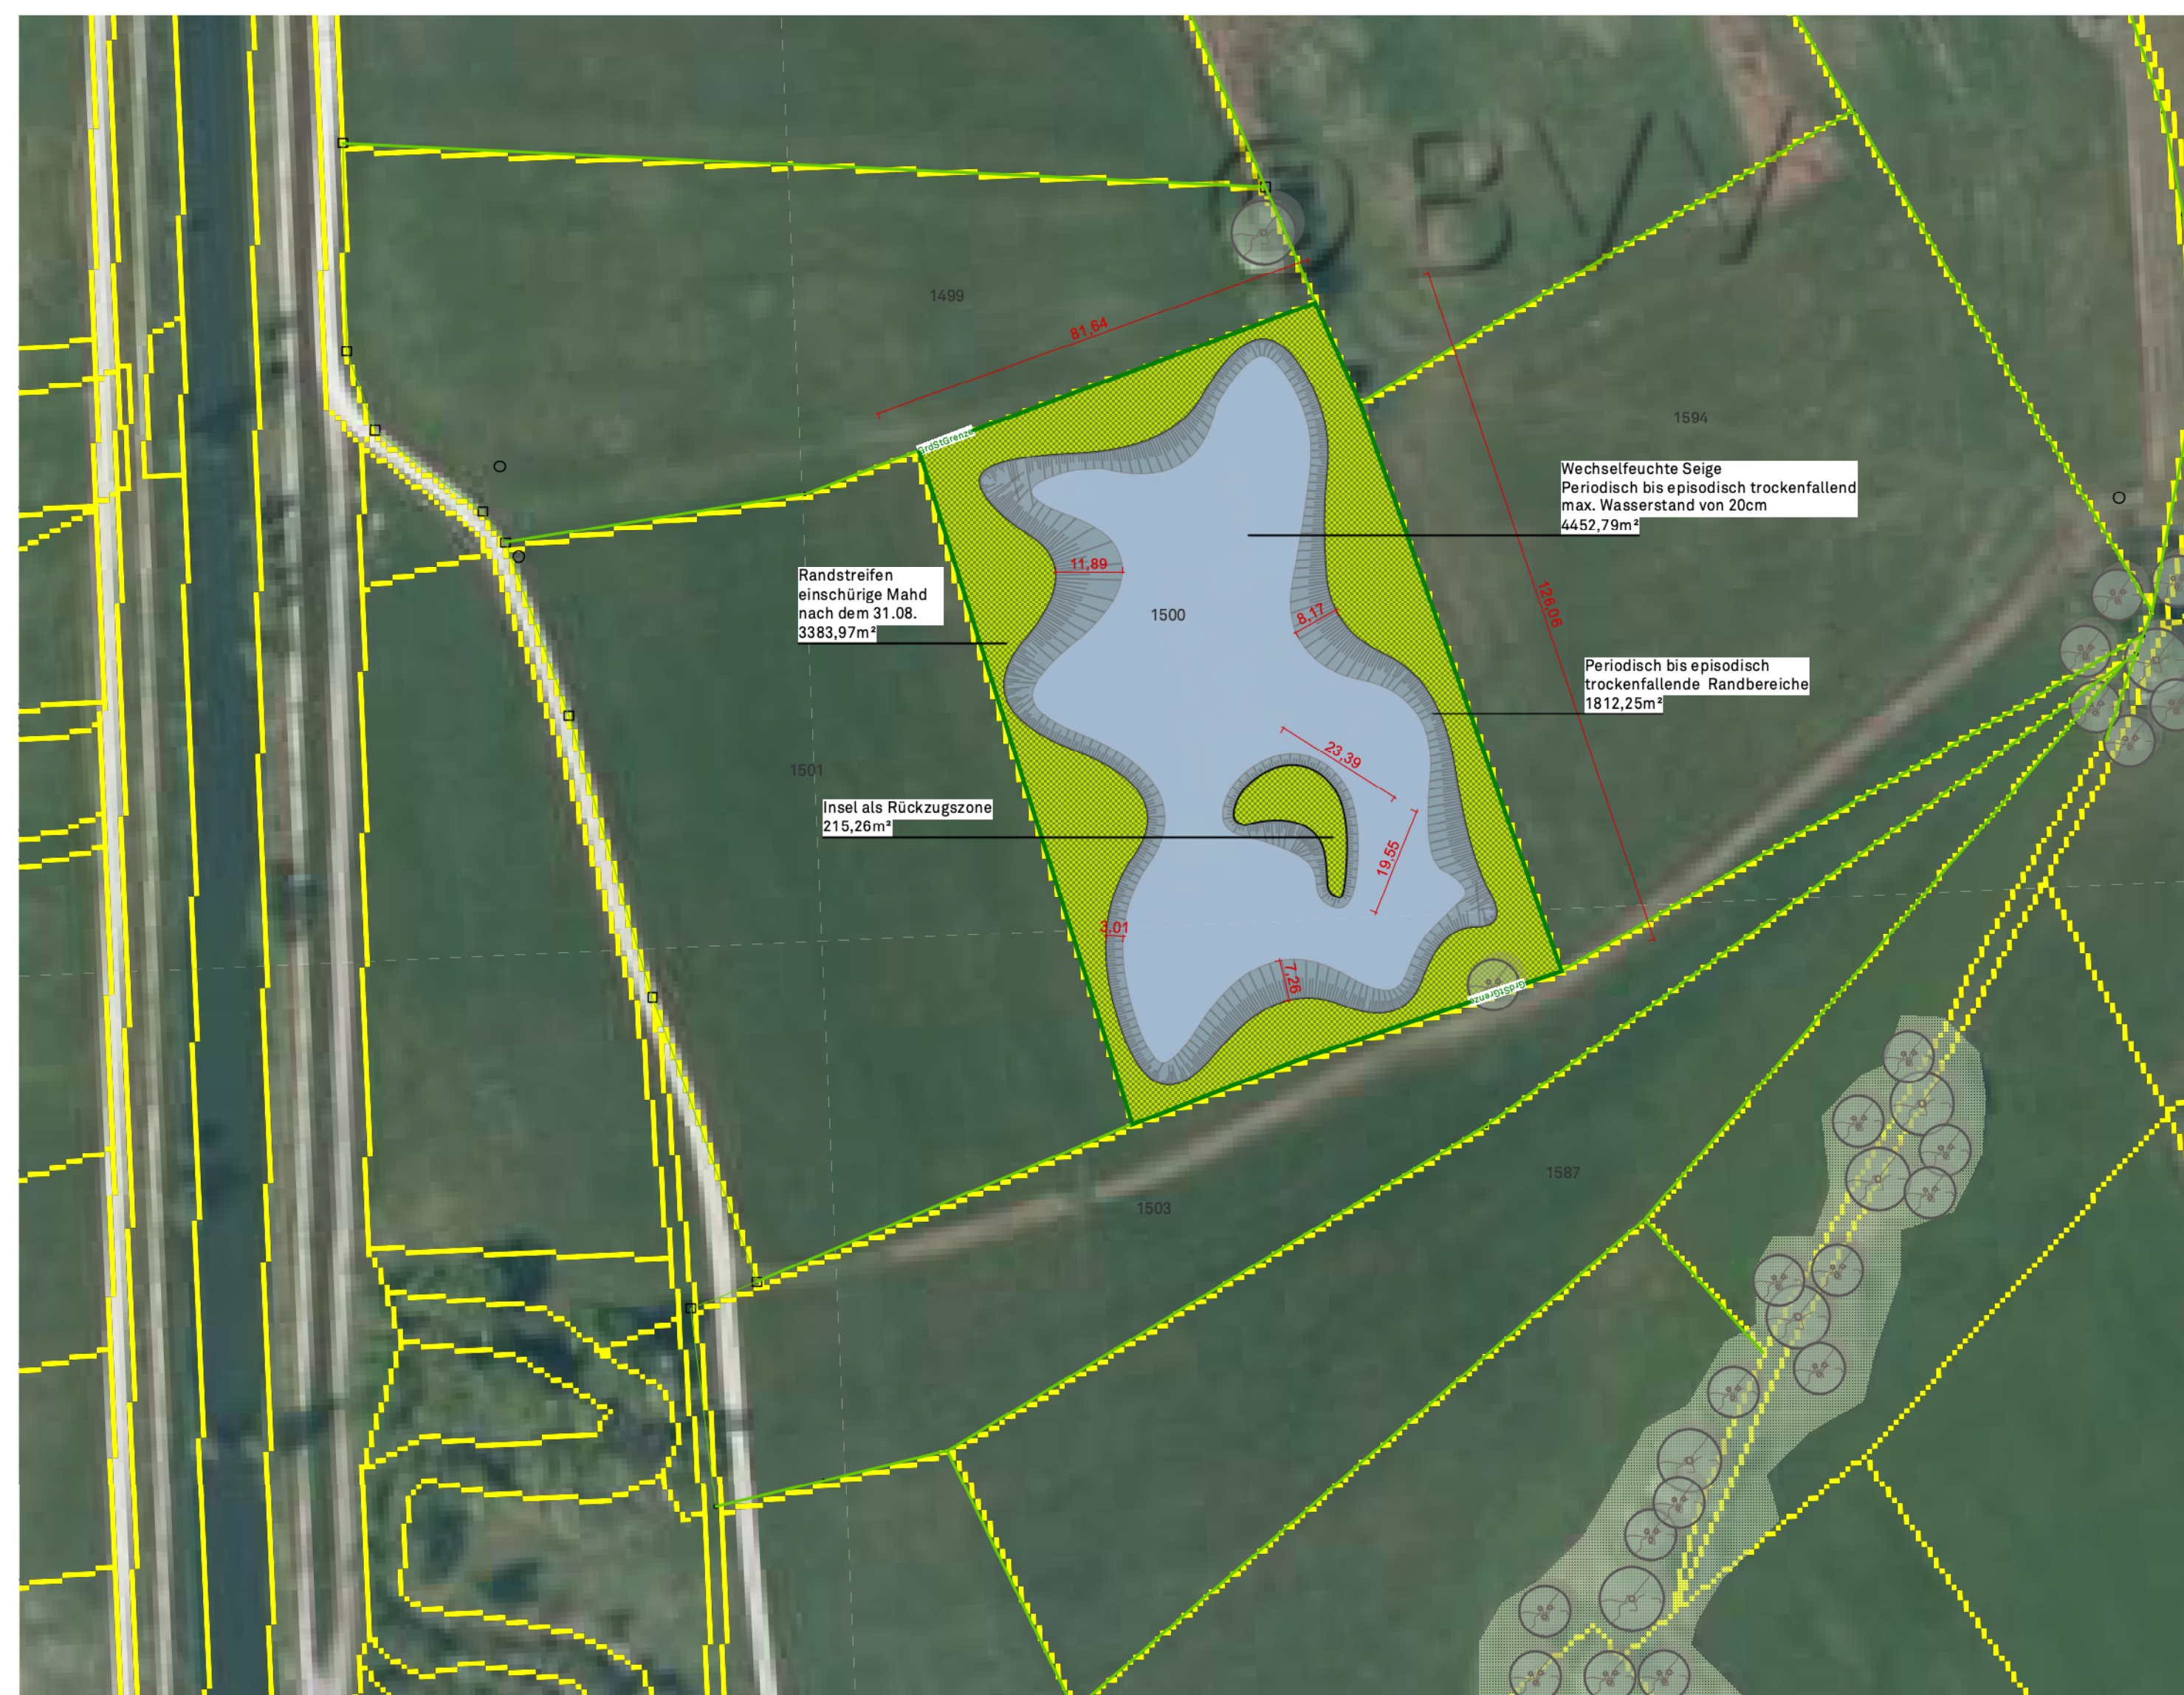 © BVV
1499
81,64
1594
GrdStGrenze
Wechselfeuchte Seige
Periodisch bis episodisch trockenfallend
max. Wasserstand von 20cm
4452,79m²
11,89
Randstreifen
einschürige Mahd
nach dem 31.08.
3383,97m²
1500
8,17
126,06
Periodisch bis episodisch
trockenfallende Randbereiche
1812,25m²
23,39
1501
Insel als Rückzugszone
215,26m²
19,55
3,01
7,26
GrdStGrenze
1587
1503